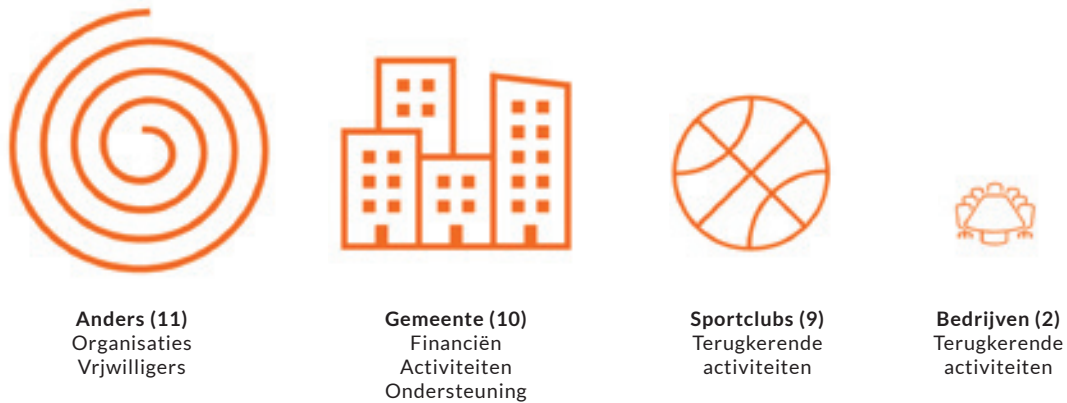 Anders (11)
Organisaties
Vrjwilligers
Gemeente (10)
Financiën
Activiteiten
Ondersteuning
Sportclubs (9)
Terugkerende
activiteiten
Bedrijven (2)
Terugkerende
activiteiten